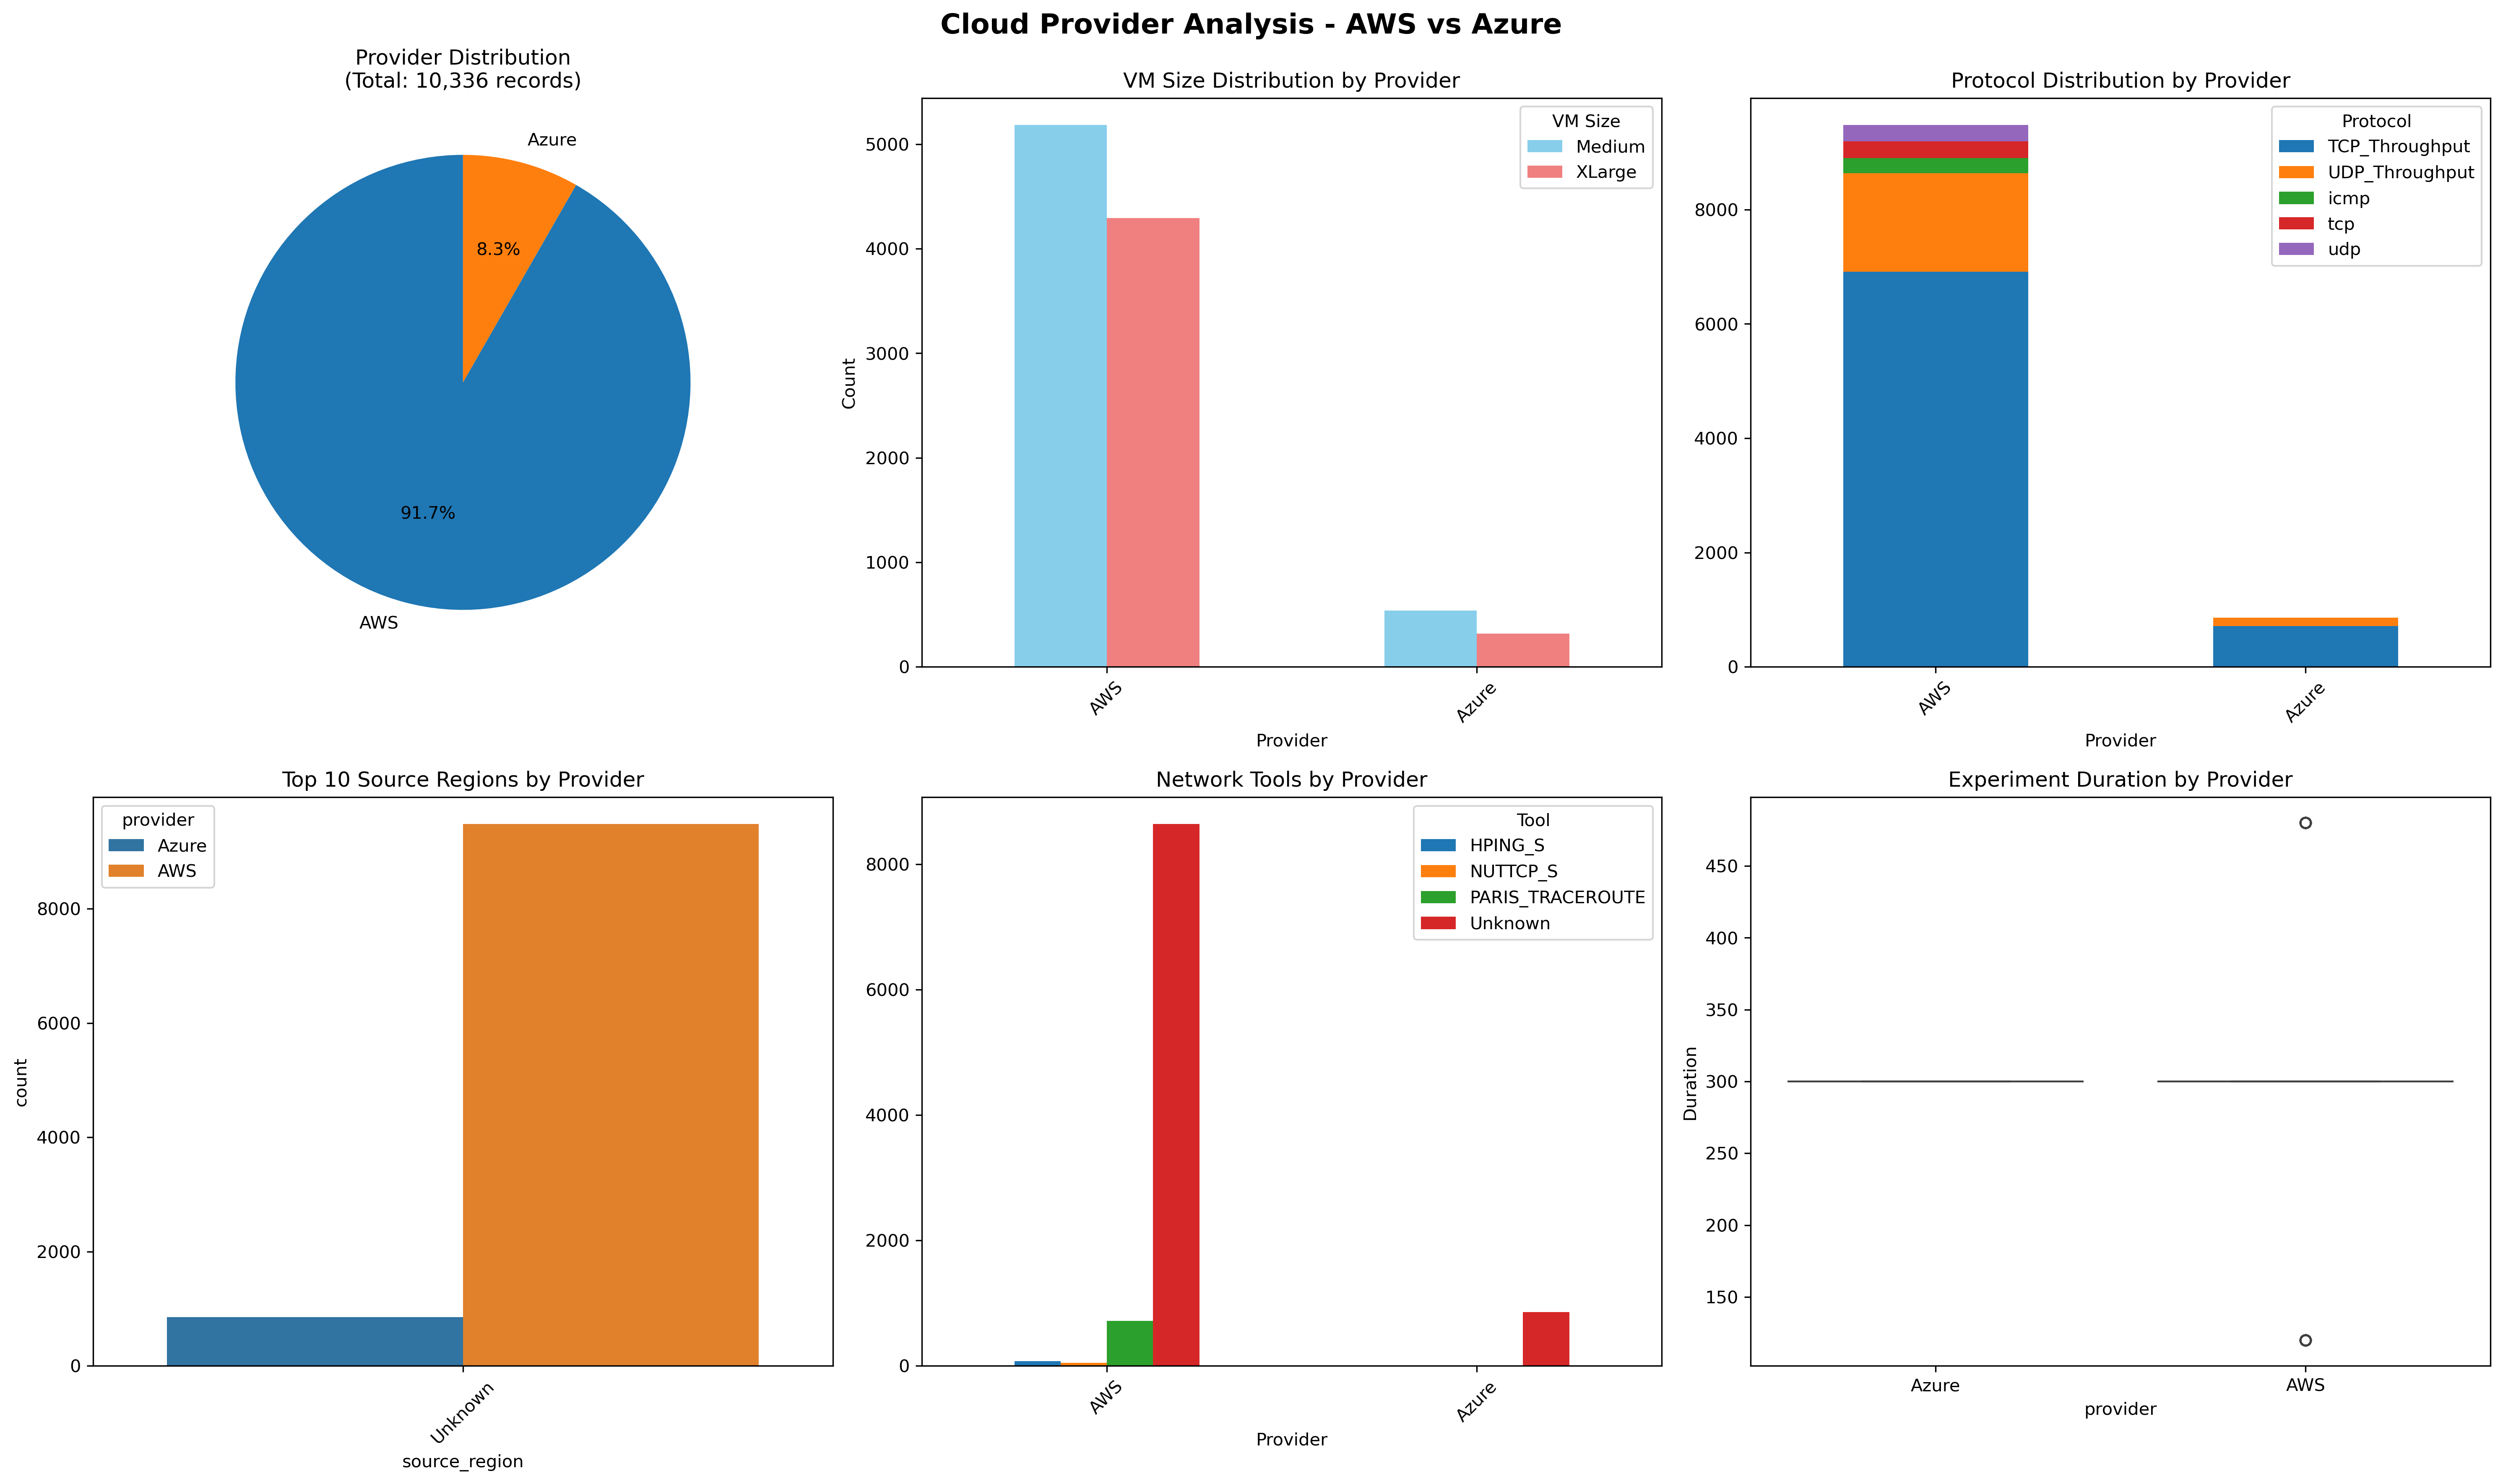 Cloud Provider Analysis - AWS vs Azure
Provider Distribution
(Total: 10,336 records)
Azure
8.3%
91.7%
AWS
VM Size Distribution by Provider
VM Size
Medium
XLarge
Count
5000
4000
3000
2000
1000
0
AWS
Azure
Provider
Protocol Distribution by Provider
Protocol
TCP_Throughput
UDP_Throughput
icmp
tcp
udp
8000
6000
4000
2000
0
AWS
Azure
Provider
Top 10 Source Regions by Provider
provider
Azure
AWS
count
8000
6000
4000
2000
0
Unknown
source_region
Network Tools by Provider
Tool
HPING_S
NUTTCP_S
PARIS_TRACEROUTE
Unknown
8000
6000
4000
2000
0
AWS
Azure
Provider
Experiment Duration by Provider
Duration
450
400
350
300
250
200
150
Azure
AWS
provider